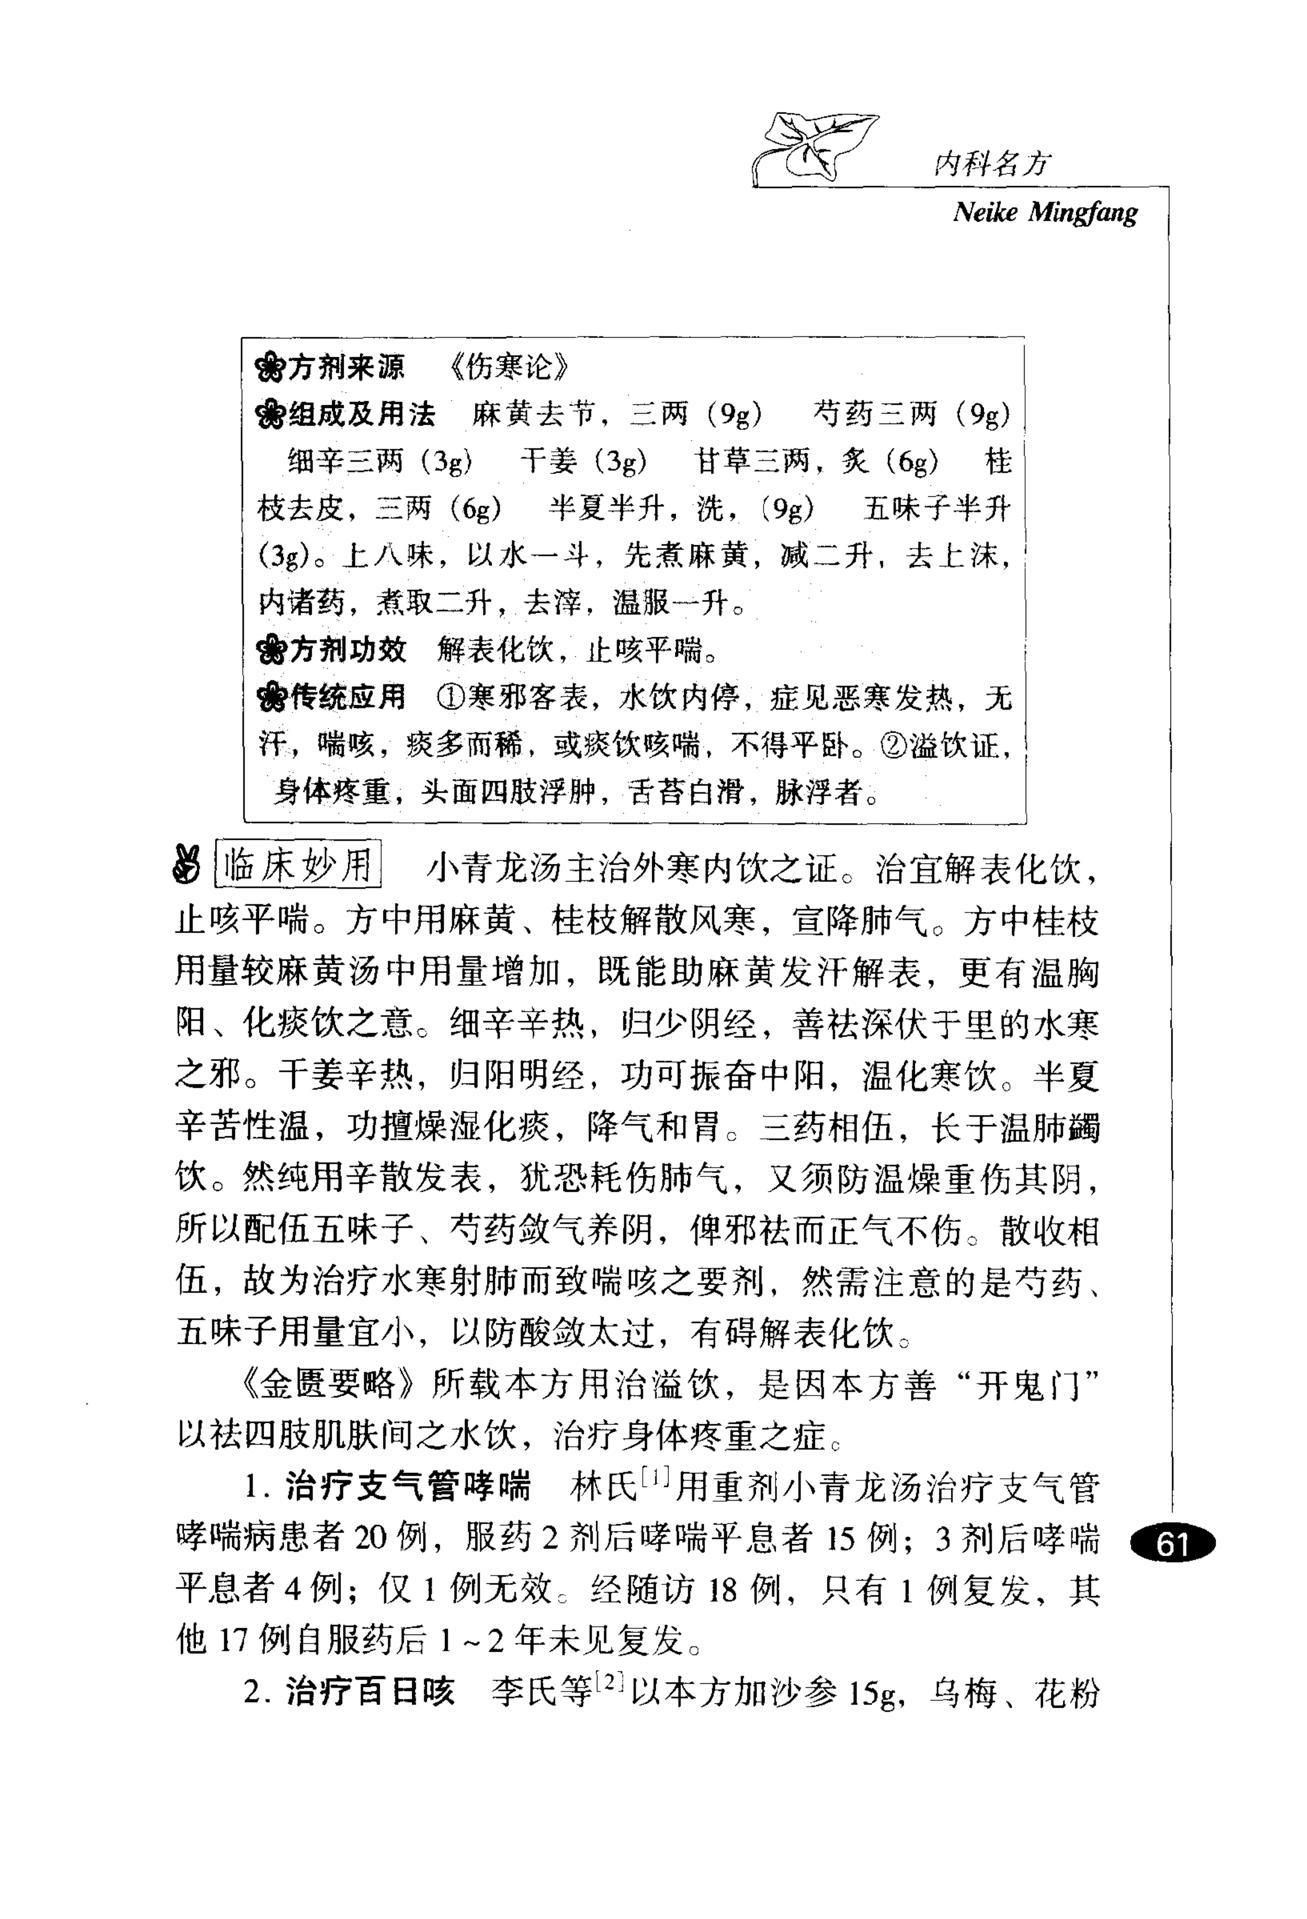 内科名方
Neike Mingfang
方剂来源 《伤寒论》
组成及用法 麻黄去节，三两（9g） 芍药三两（9g）
细辛三两（3g） 干姜（3g） 甘草三两，炙（6g） 桂
枝去皮，三两（6g） 半夏半升，洗，（9g） 五味子半升
（3g）。上八味，以水一斗，先煮麻黄，减二升，去上沫，
内诸药，煮取二升，去滓，温服一升。
方剂功效 解表化饮，止咳平喘。
传统应用 ①寒邪客表，水饮内停，症见恶寒发热，无
汗，喘咳，痰多而稀，或痰饮咳喘，不得平卧。②溢饮证，
身体疼重，头面四肢浮肿，舌苔白滑，脉浮者。
临床妙用 小青龙汤主治外寒内饮之证。治宜解表化饮，
止咳平喘。方中用麻黄、桂枝解散风寒，宣降肺气。方中桂枝
用量较麻黄汤中用量增加，既能助麻黄发汗解表，更有温胸
阳、化痰饮之意。细辛辛热，归少阴经，善祛深伏于里的水寒
之邪。干姜辛热，归阳明经，功可振奋中阳，温化寒饮。半夏
辛苦性温，功擅燥湿化痰，降气和胃。三药相伍，长于温肺蠲
饮。然纯用辛散发表，犹恐耗伤肺气，又须防温燥重伤其阴，
所以配伍五味子、芍药敛气养阴，俾邪祛而正气不伤。散收相
伍，故为治疗水寒射肺而致喘咳之要剂，然需注意的是芍药、
五味子用量宜小，以防酸敛太过，有碍解表化饮。
《金匮要略》所载本方用治溢饮，是因本方善“开鬼门”
以祛四肢肌肤间之水饮，治疗身体疼重之症。
1. 治疗支气管哮喘 林氏[1]用重剂小青龙汤治疗支气管
哮喘病患者 20 例，服药 2 剂后哮喘平息者 15 例；3 剂后哮喘
平息者 4 例；仅 1 例无效。经随访 18 例，只有 1 例复发，其
他 17 例自服药后 1～2 年未见复发。
2. 治疗百日咳 李氏等[2]以本方加沙参 15g，乌梅、花粉
61